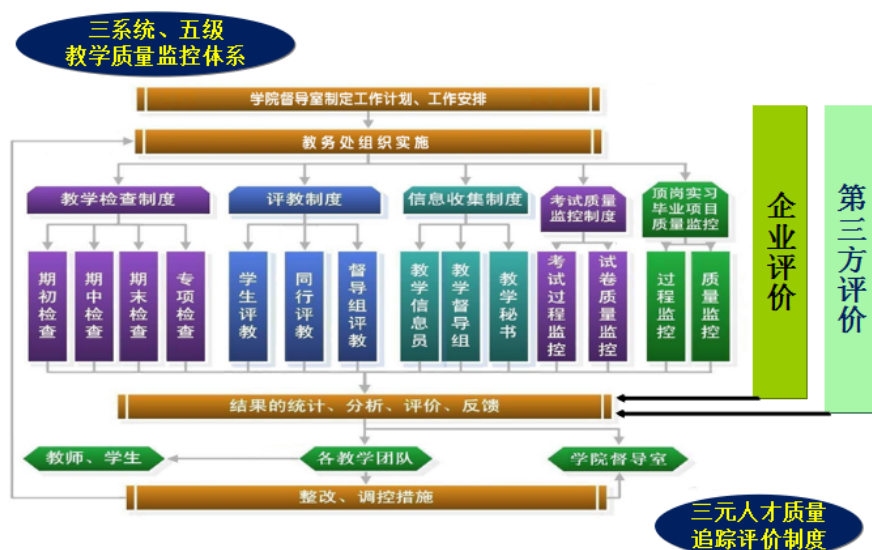 三系统、五级
教学质量监控体系
学院督导室制定工作计划、工作安排
教务处组织实施
教学检查制度
评教制度
信息收集制度
考试质量
监控制度
顶岗实习
毕业项目
质量监控
期初检查
期中检查
期末检查
专项检查
学生评教
同行评教
督导组评教
教学信息员
教学督导组
教学秘书
考试过程监控
试卷质量监控
过程监控
质量监控
企业评价
第三方评价
结果的统计、分析、评价、反馈
教师、学生
各教学团队
学院督导室
整改、调控措施
三元人才质量
追踪评价制度